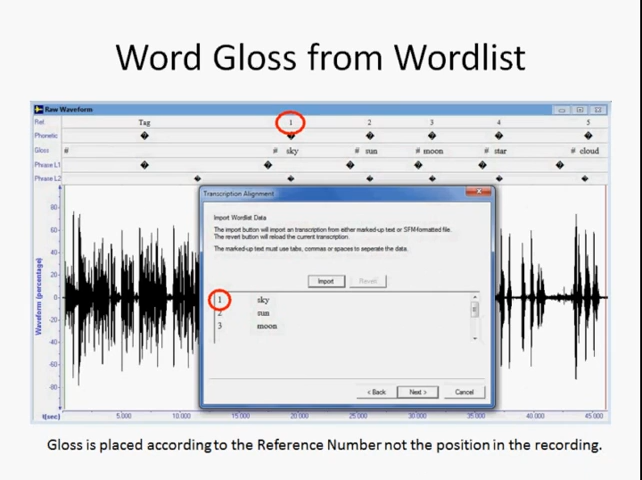 Word Gloss from Wordlist
Raw Waveform
Ref. Tag 1 2 3 4 5
Phonetic
Gloss # # sky # sun # moon # star # cloud
Phrase L1
Phrase L2
Transcription Alignment
Import Wordlist Data
The import button will import an transcription from either marked-up text or SFM-formatted file.
The revert button will reload the current transcription.
The marked-up text must use tabs, commas or spaces to seperate the data.
Import Revert
1 sky
2 sun
3 moon
< Back Next > Cancel
Waveform (percentage)
80
60
40
20
0
-20
-40
-60
-80
t(sec) 5.000 10.000 15.000 20.000 25.000 30.000 35.000 40.000 45.000
Gloss is placed according to the Reference Number not the position in the recording.